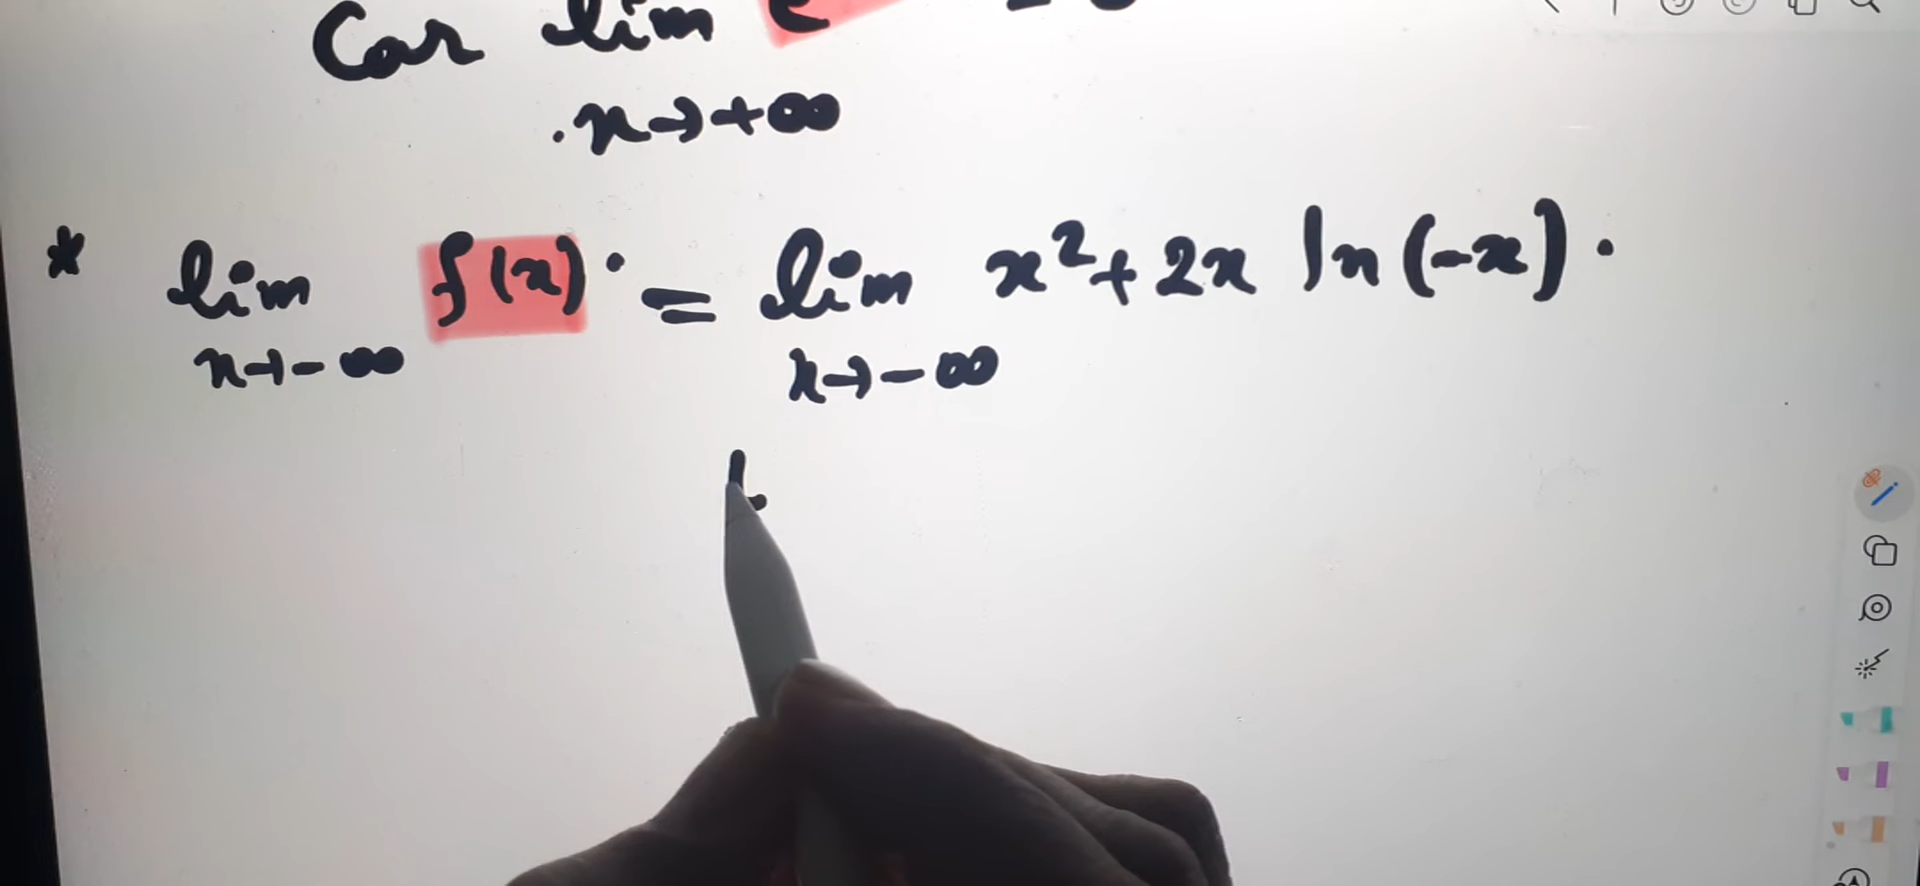 Car lim e
x→+∞
* lim f(x) = lim x²+2x ln(-x).
x→-∞ x→-∞